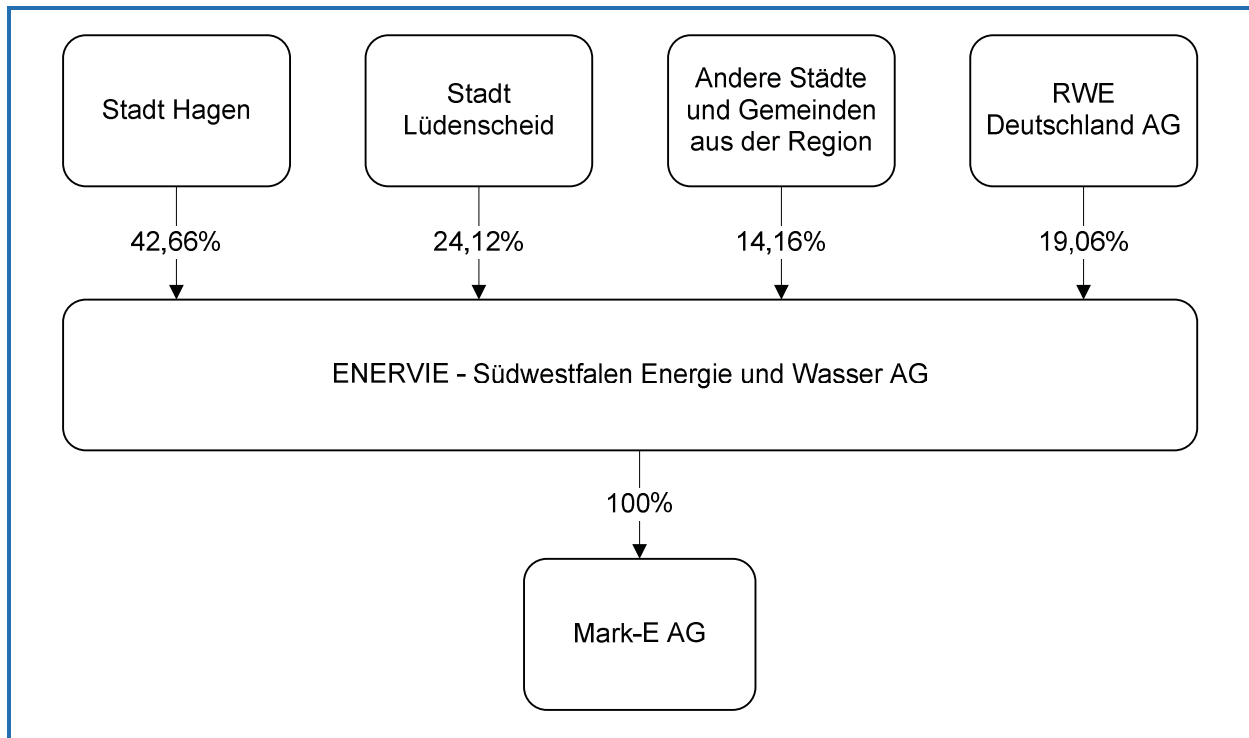 Stadt Hagen
Stadt
Lüdenscheid
Andere Städte
und Gemeinden
aus der Region
RWE
Deutschland AG
42,66%
24,12%
14,16%
19,06%
ENERVIE - Südwestfalen Energie und Wasser AG
100%
Mark-E AG